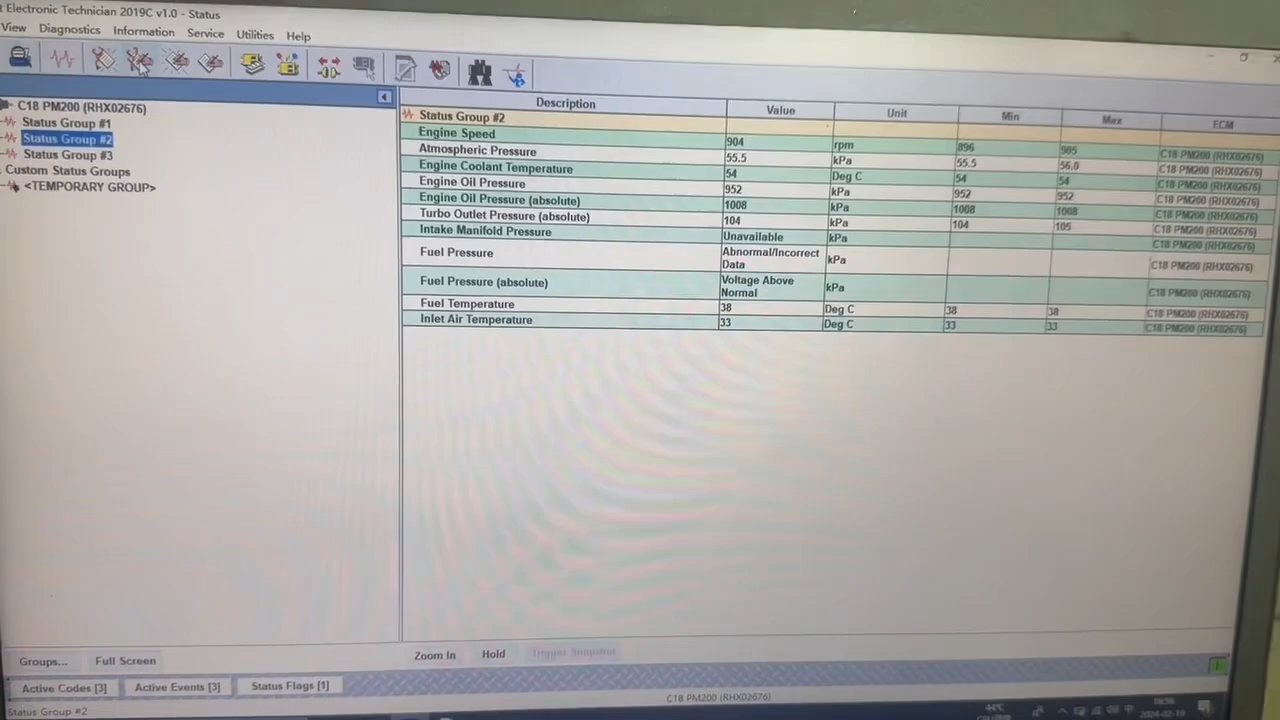 Electronic Technician 2019C v1.0 - Status
View Diagnostics Information Service Utilities Help
C18 PM200 (RHX02676)
Status Group #1
Status Group #2
Status Group #3
Custom Status Groups
<TEMPORARY GROUP>
Description Value Unit Min Max ECM
Status Group #2
Engine Speed 904 rpm 896 905 C18 PM200 (RHX02676)
Atmospheric Pressure 55.5 kPa 55.5 56.0 C18 PM200 (RHX02676)
Engine Coolant Temperature 54 Deg C 54 54 C18 PM200 (RHX02676)
Engine Oil Pressure 952 kPa 952 952 C18 PM200 (RHX02676)
Engine Oil Pressure (absolute) 1008 kPa 1008 1008 C18 PM200 (RHX02676)
Turbo Outlet Pressure (absolute) 104 kPa 104 105 C18 PM200 (RHX02676)
Intake Manifold Pressure Unavailable kPa C18 PM200 (RHX02676)
Fuel Pressure Abnormal/Incorrect Data kPa C18 PM200 (RHX02676)
Fuel Pressure (absolute) Voltage Above Normal kPa C18 PM200 (RHX02676)
Fuel Temperature 38 Deg C 38 38 C18 PM200 (RHX02676)
Inlet Air Temperature 33 Deg C 33 33 C18 PM200 (RHX02676)
Zoom In Hold Trigger Snapshot
Groups... Full Screen
Active Codes [3] Active Events [3] Status Flags [1]
C18 PM200 (RHX02676)
Status Group #2
44°C